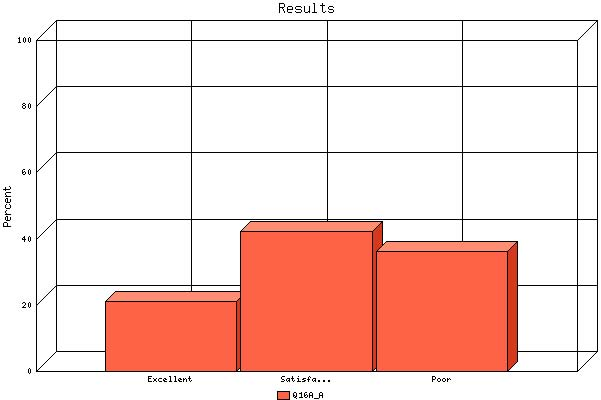 Results
100
80
60
40
20
0
Percent
Excellent Satisfa... Poor
Q16A_A